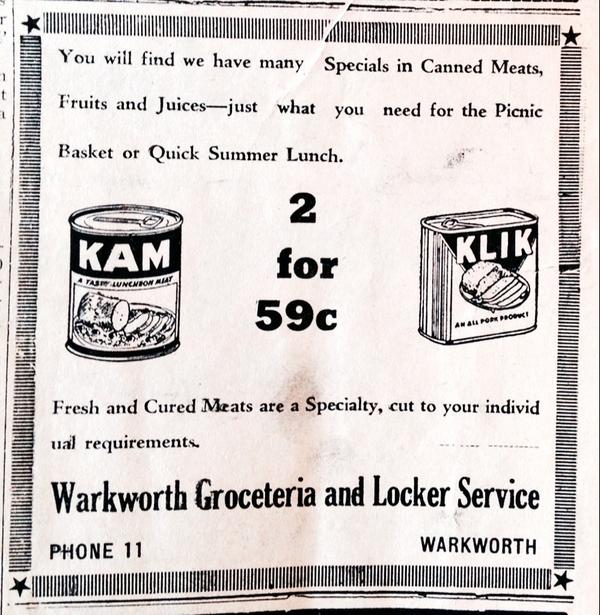 You will find we have many Specials in Canned Meats,
Fruits and Juices—just what you need for the Picnic
Basket or Quick Summer Lunch.
2
for
59c
KAM
A TASTY LUNCHEON MEAT
KLIK
AN ALL PORK PRODUCT
Fresh and Cured Meats are a Specialty, cut to your individ
ual requirements.
Warkworth Groceteria and Locker Service
PHONE 11 WARKWORTH